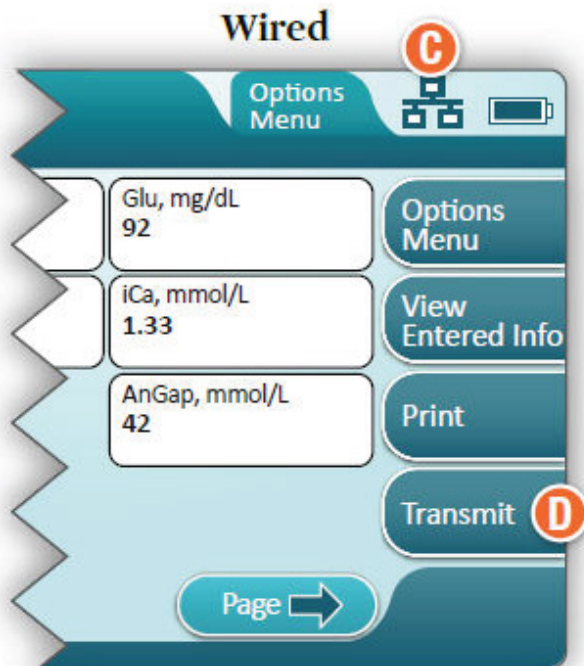 Wired
C
Options
Menu
Glu, mg/dL
92
Options
Menu
iCa, mmol/L
1.33
View
Entered Info
AnGap, mmol/L
42
Print
Transmit D
Page